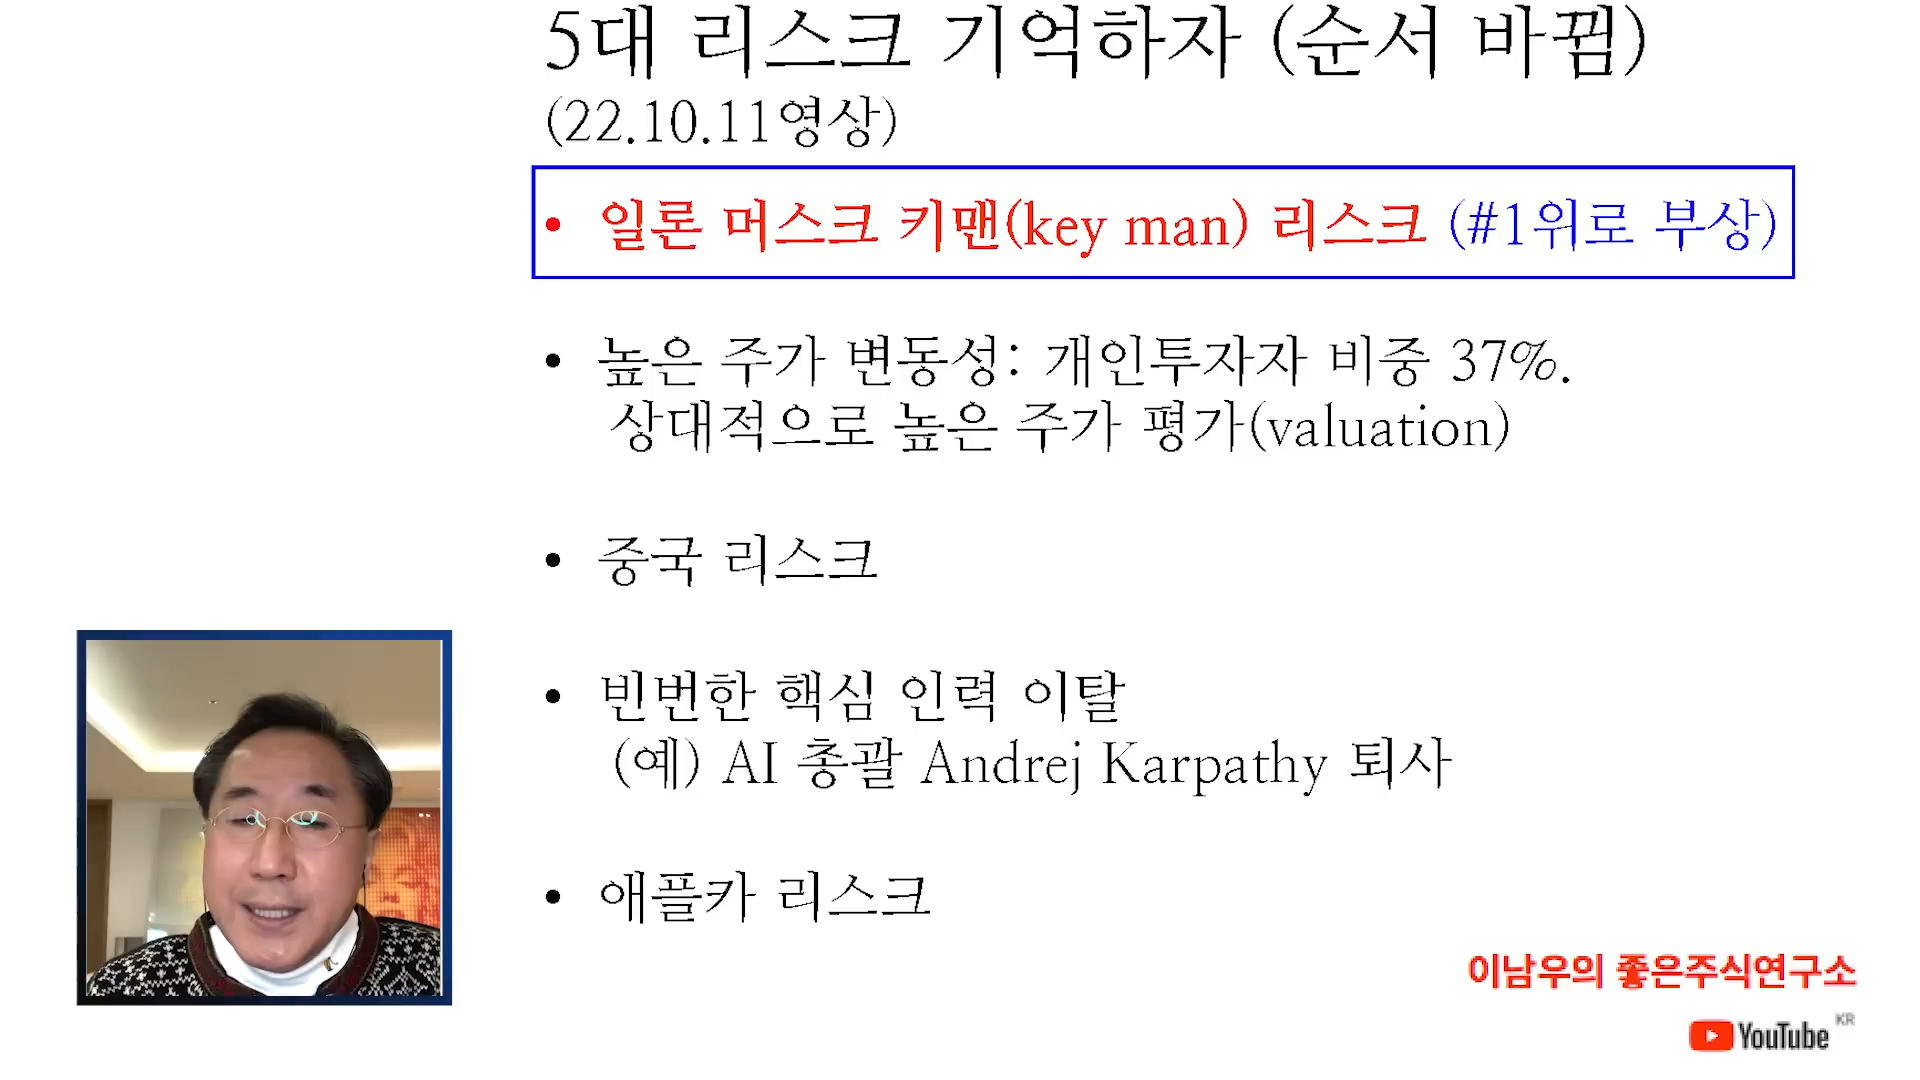 5대 리스크 기억하자 (순서 바뀜)
(22.10.11영상)
• 일론 머스크 키맨(key man) 리스크 (#1위로 부상)
• 높은 주가 변동성: 개인투자자 비중 37%.
상대적으로 높은 주가 평가(valuation)
• 중국 리스크
• 빈번한 핵심 인력 이탈
(예) AI 총괄 Andrej Karpathy 퇴사
• 애플카 리스크
이남우의 좋은주식연구소
YouTube KR